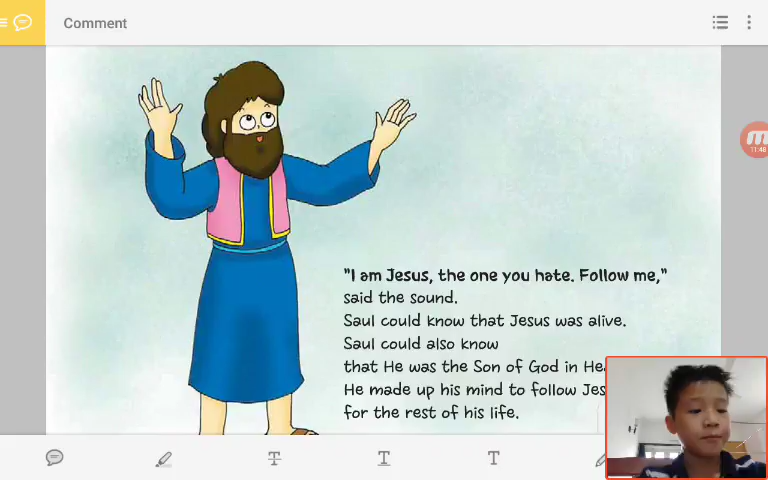 Comment
11:48
"I am Jesus, the one you hate. Follow me,"
said the sound.
Saul could know that Jesus was alive.
Saul could also know
that He was the Son of God in
He made up his mind to follow
for the rest of his life.